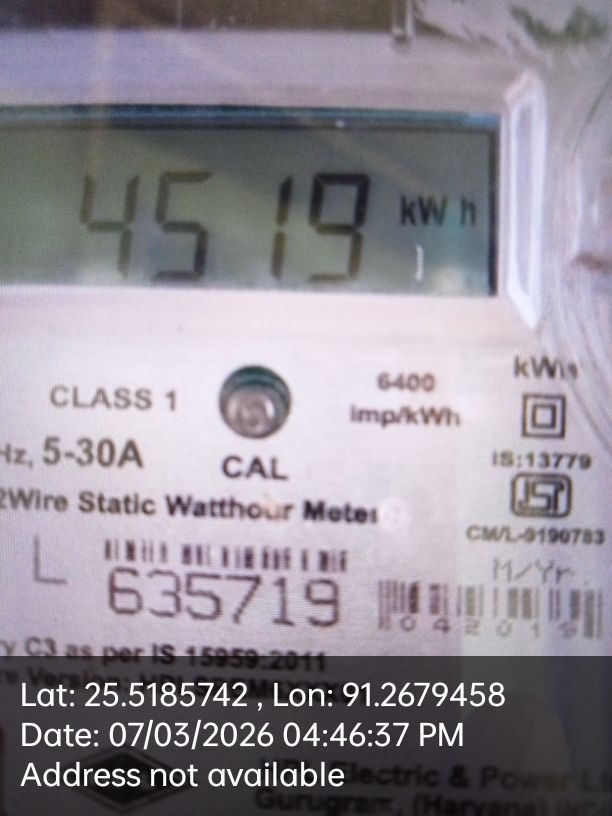 4519 kWh
CLASS 1
6400
imp/kWh
kWh
Hz, 5-30A
CAL
IS:13779
2Wire Static Watthour Meter
CM/L-9190783
L
635719
M/Yr.
042019
C3 as per IS 15959:2011
Lat: 25.5185742 , Lon: 91.2679458
Date: 07/03/2026 04:46:37 PM
Address not available
Electric & Power
Gurugram, (Haryana)